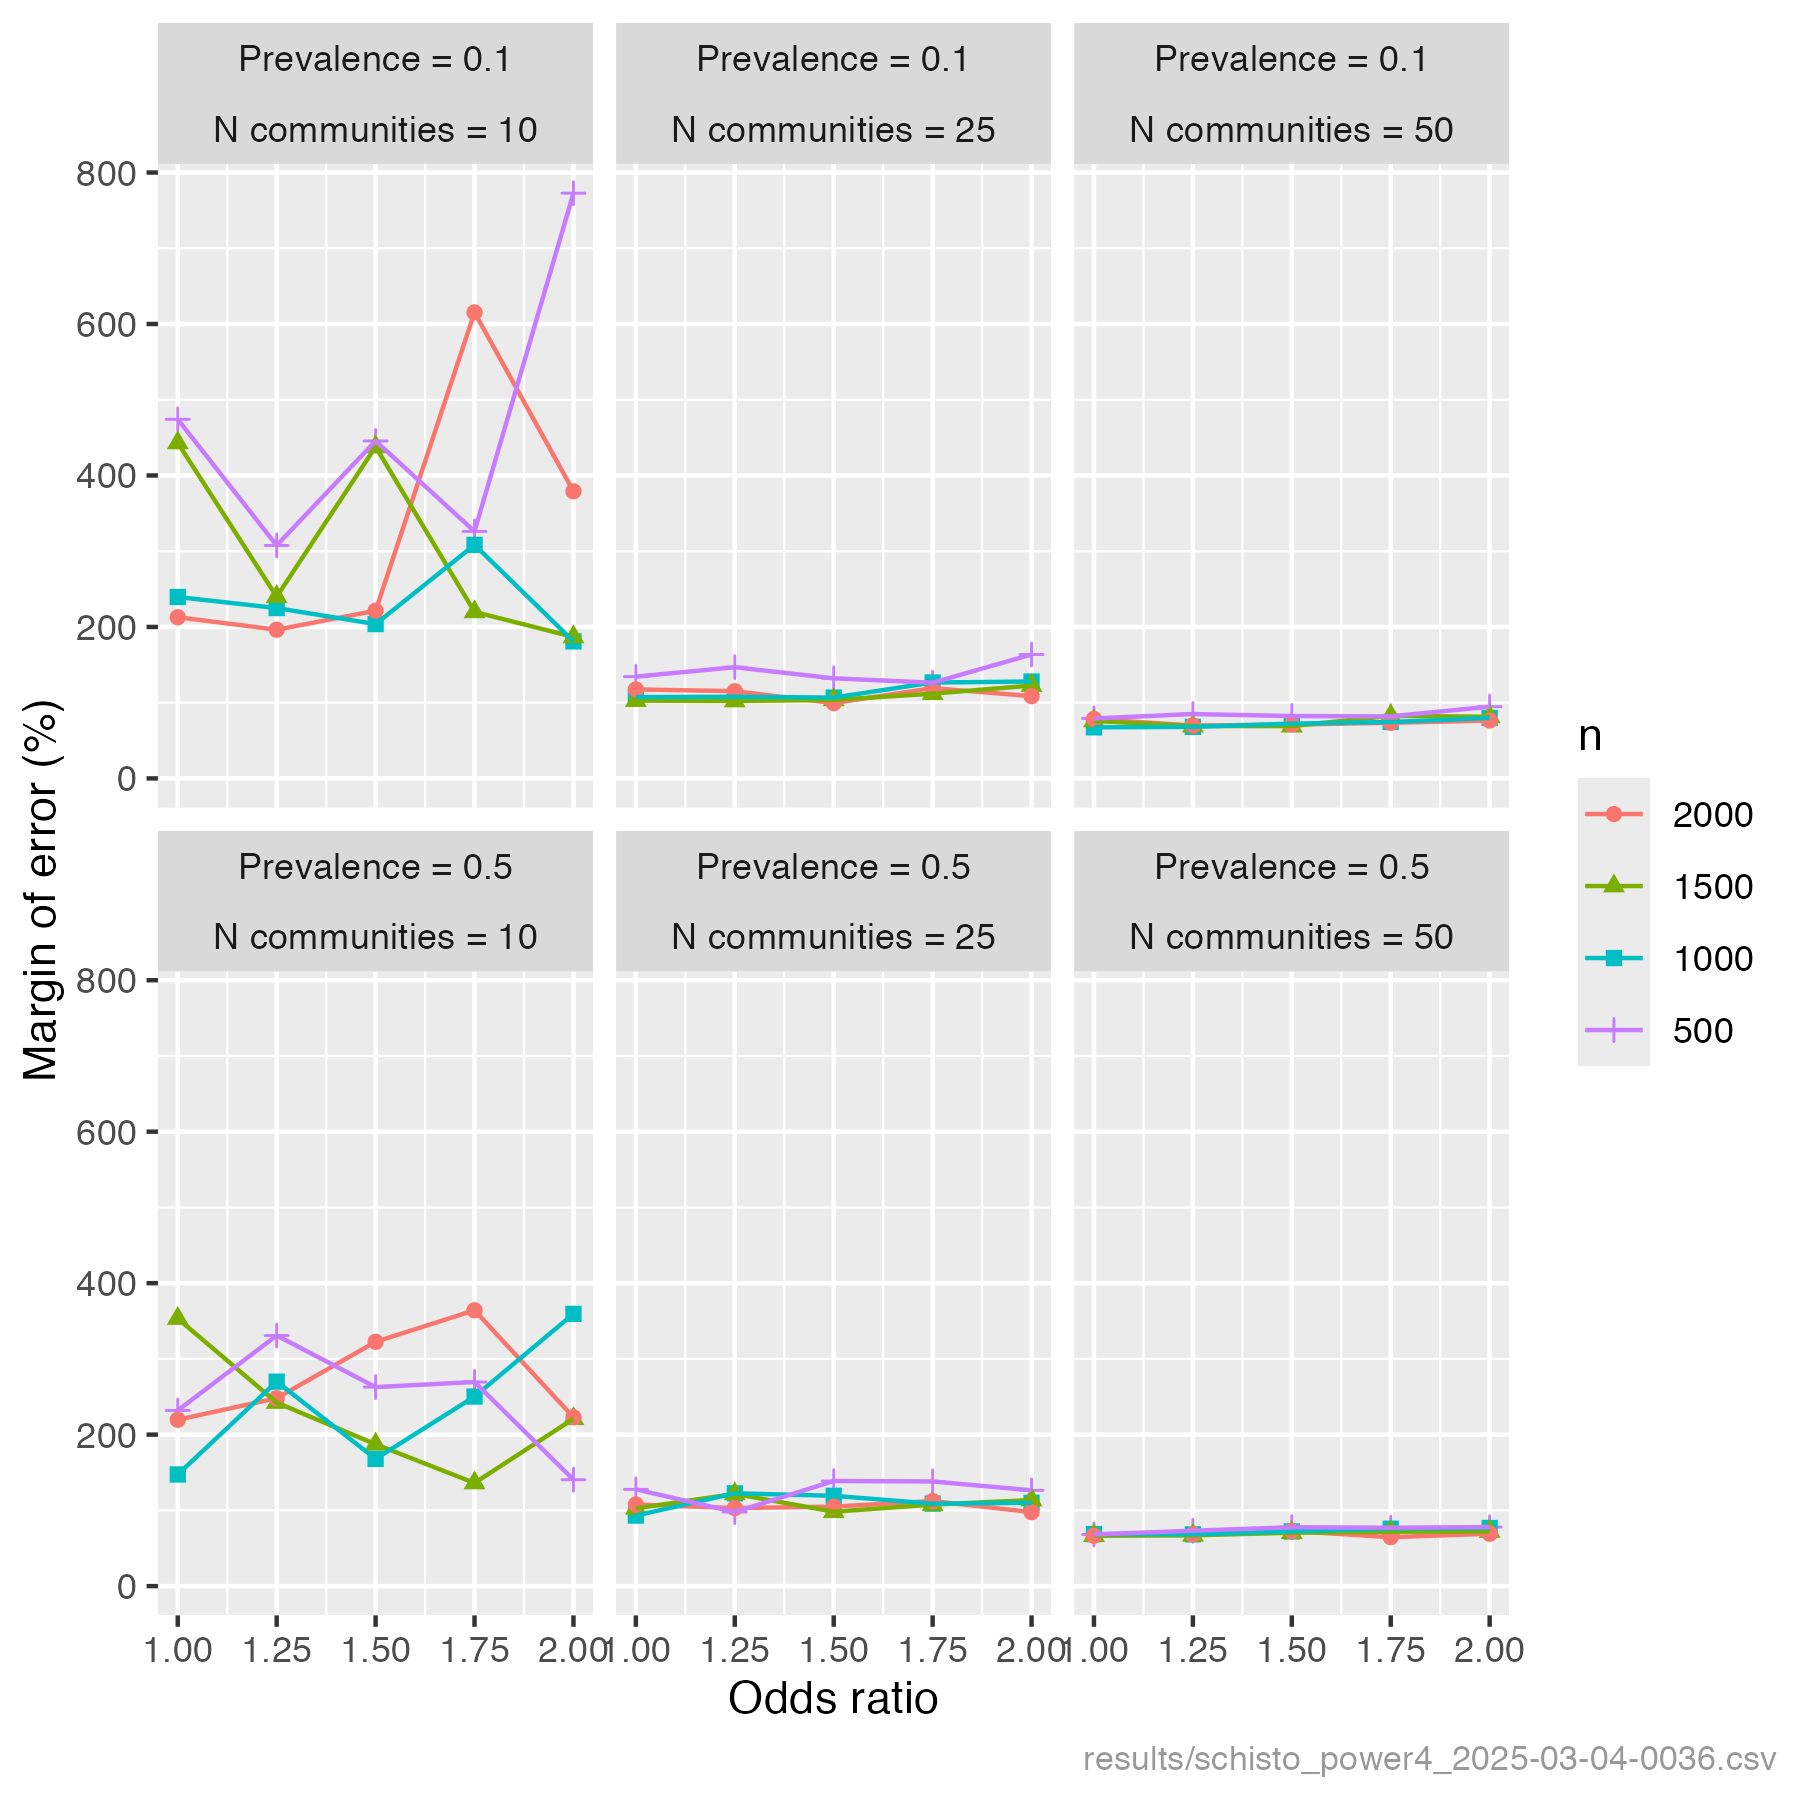 Prevalence = 0.1
N communities = 10
Prevalence = 0.1
N communities = 25
Prevalence = 0.1
N communities = 50
800
600
400
200
0
Prevalence = 0.5
N communities = 10
Prevalence = 0.5
N communities = 25
Prevalence = 0.5
N communities = 50
800
600
400
200
0
Margin of error (%)
1.00 1.25 1.50 1.75 2.00
1.00 1.25 1.50 1.75 2.00
1.00 1.25 1.50 1.75 2.00
Odds ratio
n
2000
1500
1000
500
results/schisto_power4_2025-03-04-0036.csv